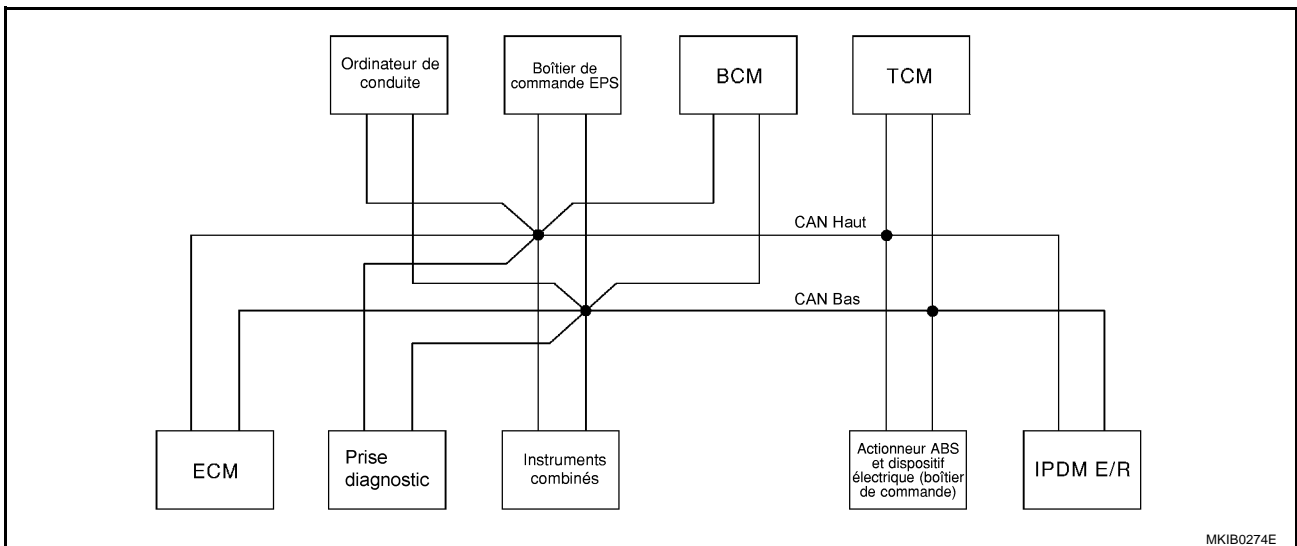 Ordinateur de
conduite
Boîtier de
commande EPS
BCM
TCM
CAN Haut
CAN Bas
ECM
Prise
diagnostic
Instruments
combinés
Actionneur ABS
et dispositif
électrique (boîtier
de commande)
IPDM E/R
MKIB0274E